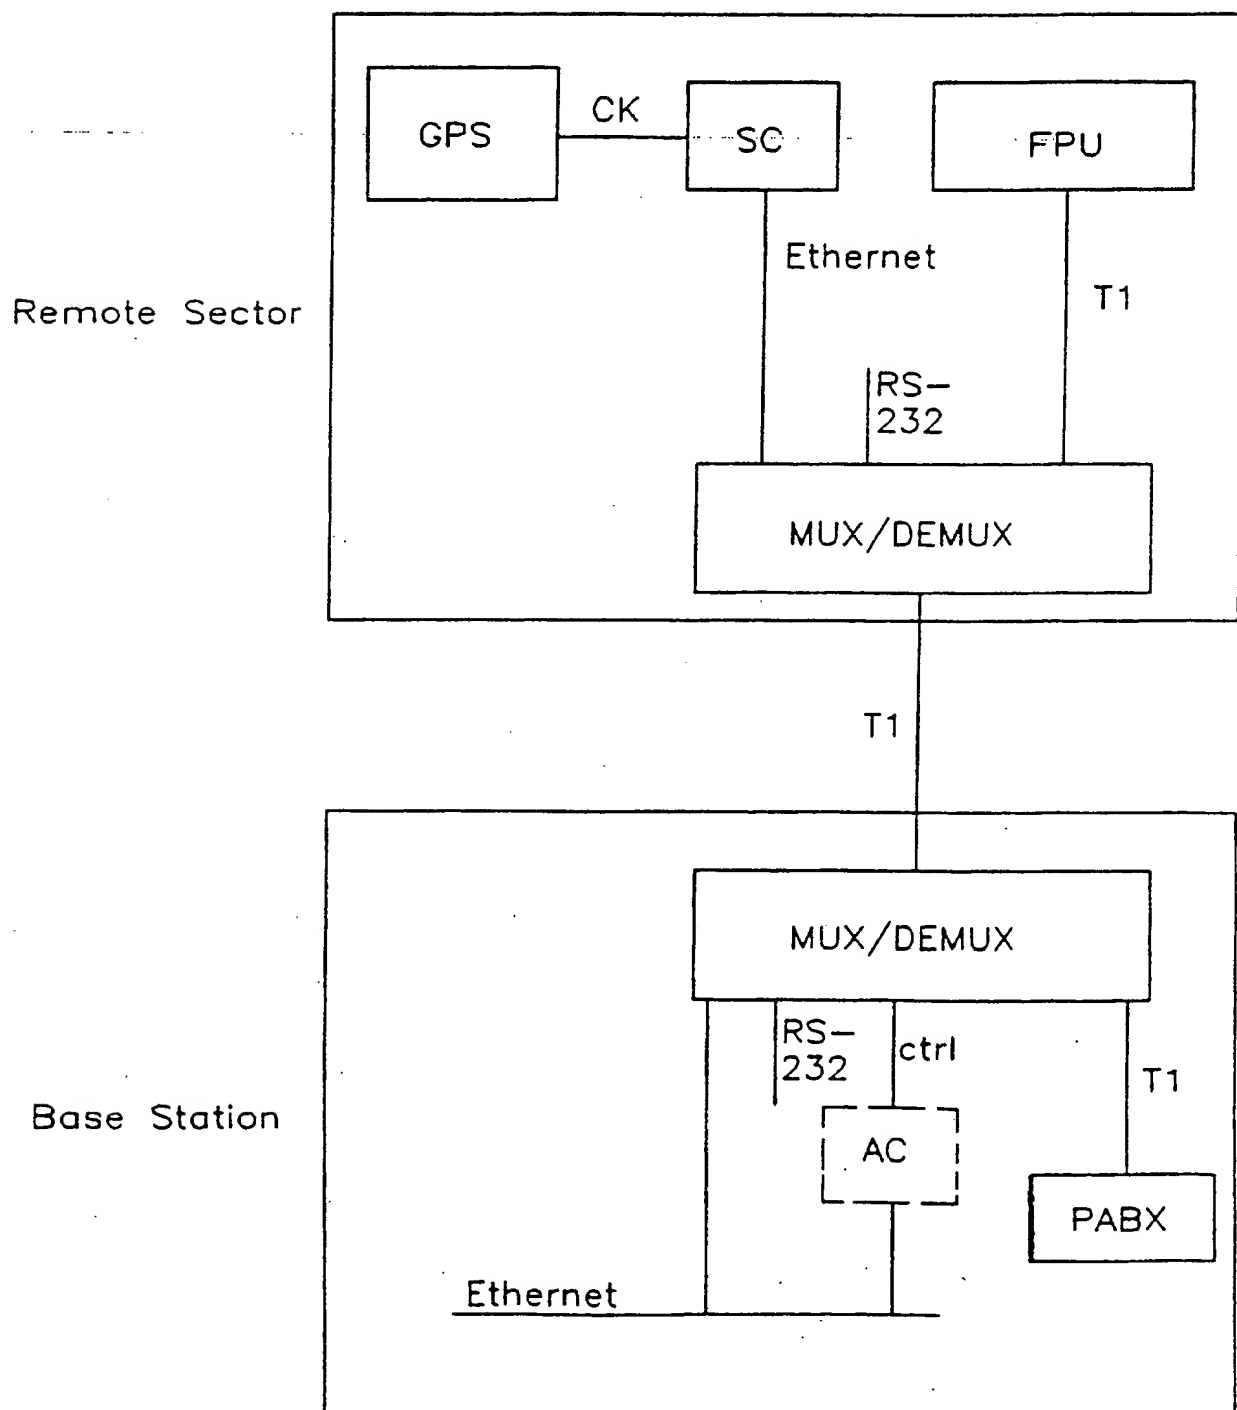 GPS
CK
SC
FPU
Ethernet
T1
Remote Sector
RS-
232
MUX/DEMUX
T1
MUX/DEMUX
RS-
232
ctrl
T1
Base Station
AC
PABX
Ethernet